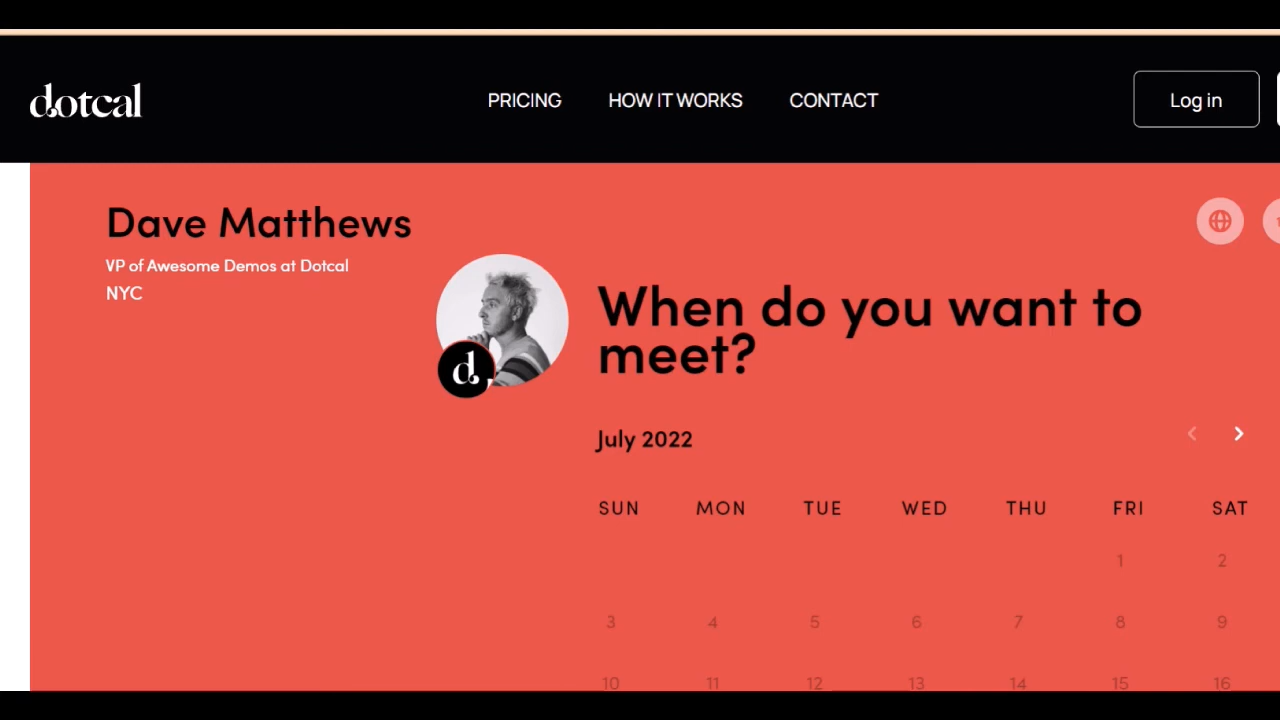 dotcal
PRICING
HOW IT WORKS
CONTACT
Log in
Dave Matthews
VP of Awesome Demos at Dotcal
NYC
d.
When do you want to
meet?
July 2022
SUN MON TUE WED THU FRI SAT
1 2
3 4 5 6 7 8 9
10 11 12 13 14 15 16